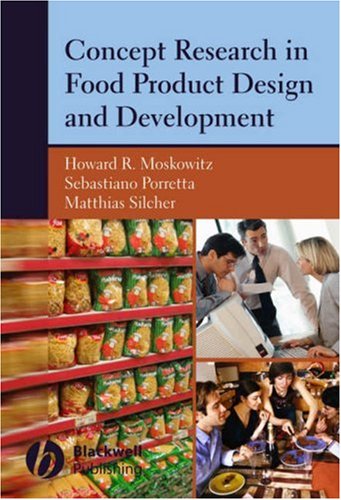 Concept Research in
Food Product Design
and Development
Howard R. Moskowitz
Sebastiano Porretta
Matthias Silcher
Blackwell
Publishing